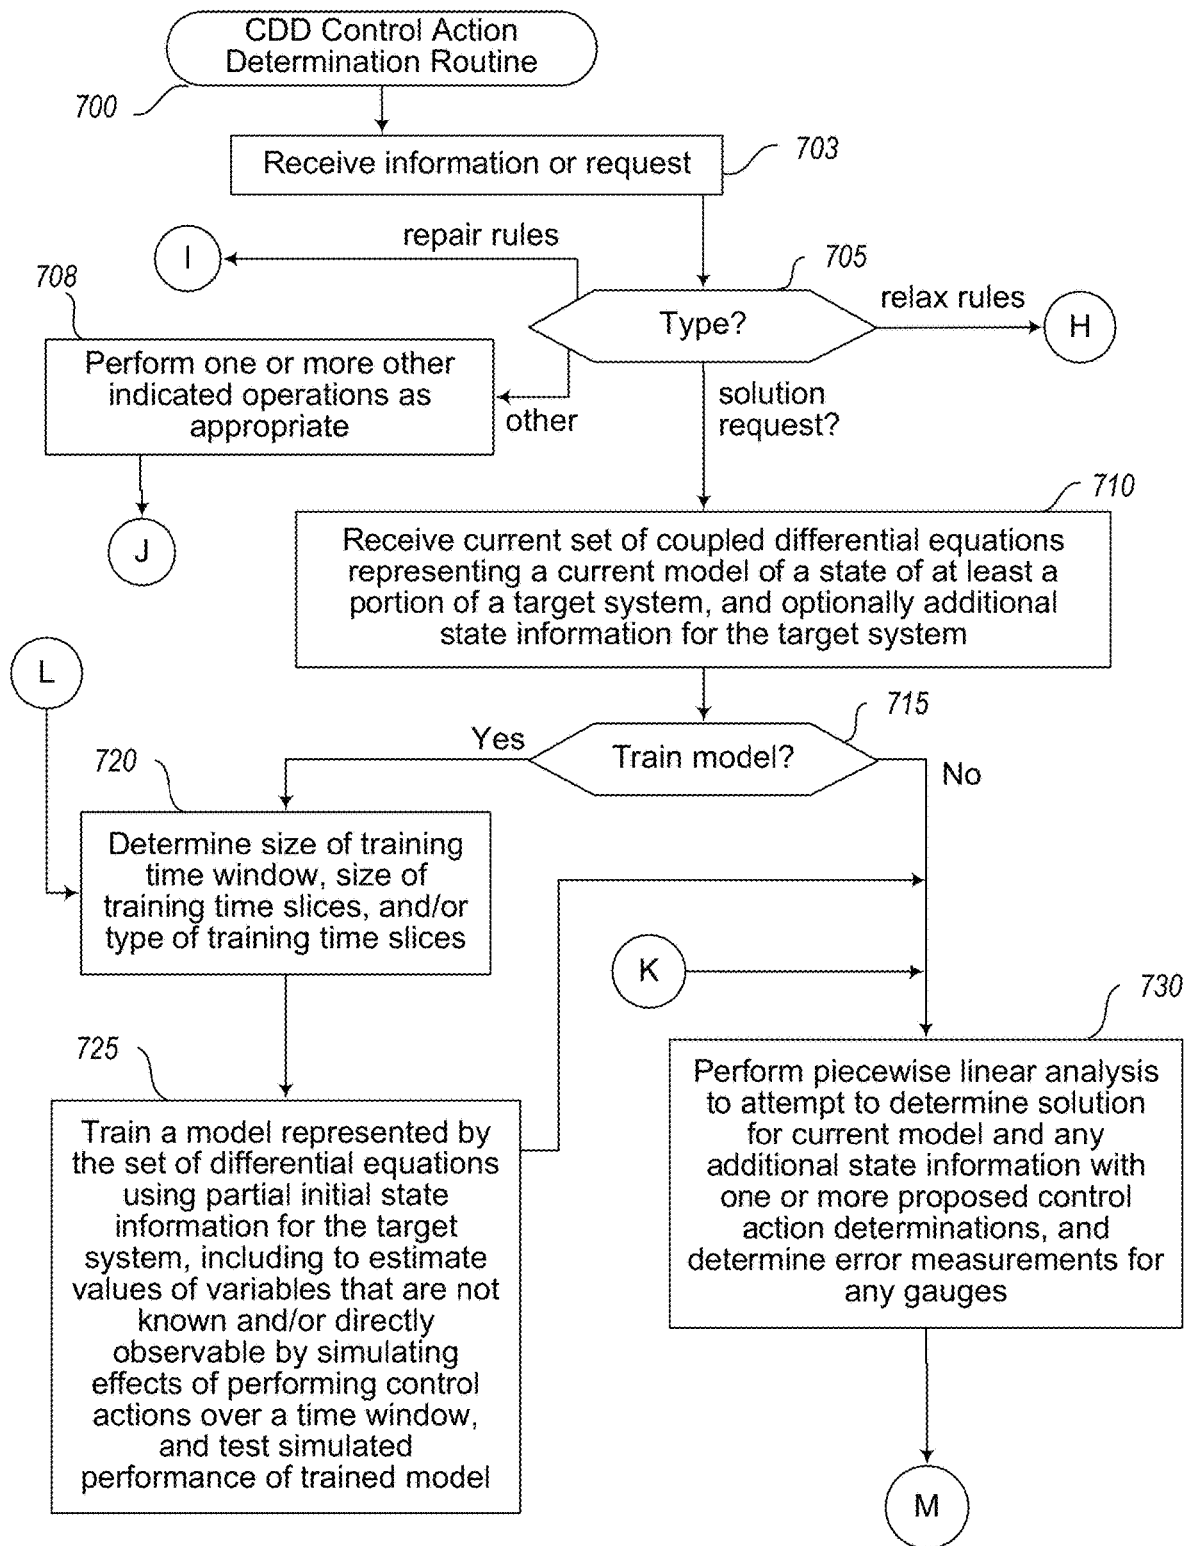 CDD Control Action
Determination Routine
700
Receive information or request
703
repair rules
I
705
708
Type?
relax rules
H
Perform one or more other
indicated operations as
appropriate
other
solution
request?
J
710
Receive current set of coupled differential equations
representing a current model of a state of at least a
portion of a target system, and optionally additional
state information for the target system
L
715
Train model?
Yes
No
720
Determine size of training
time window, size of
training time slices, and/or
type of training time slices
K
730
725
Perform piecewise linear analysis
to attempt to determine solution
for current model and any
additional state information with
one or more proposed control
action determinations, and
determine error measurements for
any gauges
Train a model represented by
the set of differential equations
using partial initial state
information for the target
system, including to estimate
values of variables that are not
known and/or directly
observable by simulating
effects of performing control
actions over a time window,
and test simulated
performance of trained model
M